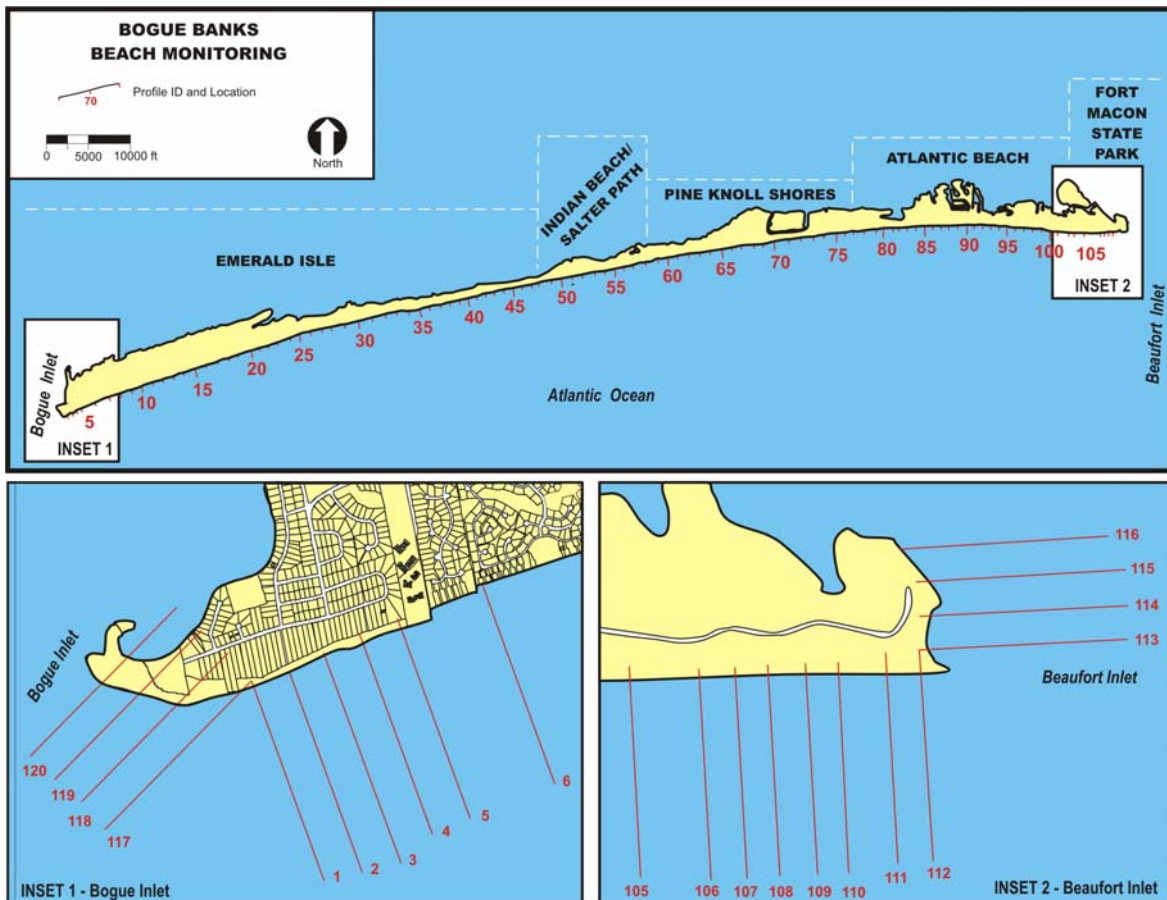 BOGUE BANKS
BEACH MONITORING
70
Profile ID and Location
0 5000 10000 ft
North
FORT
MACON
STATE
PARK
ATLANTIC BEACH
INDIAN BEACH/
SALTER PATH
PINE KNOLL SHORES
EMERALD ISLE
5
10
15
20
25
30
35
40
45
50
55
60
65
70
75
80
85
90
95
100
105
Bogue Inlet
INSET 1
Atlantic Ocean
INSET 2
Beaufort Inlet
Bogue Inlet
120
119
118
117
1
2
3
4
5
6
INSET 1 - Bogue Inlet
116
115
114
113
Beaufort Inlet
105
106
107
108
109
110
111
112
INSET 2 - Beaufort Inlet